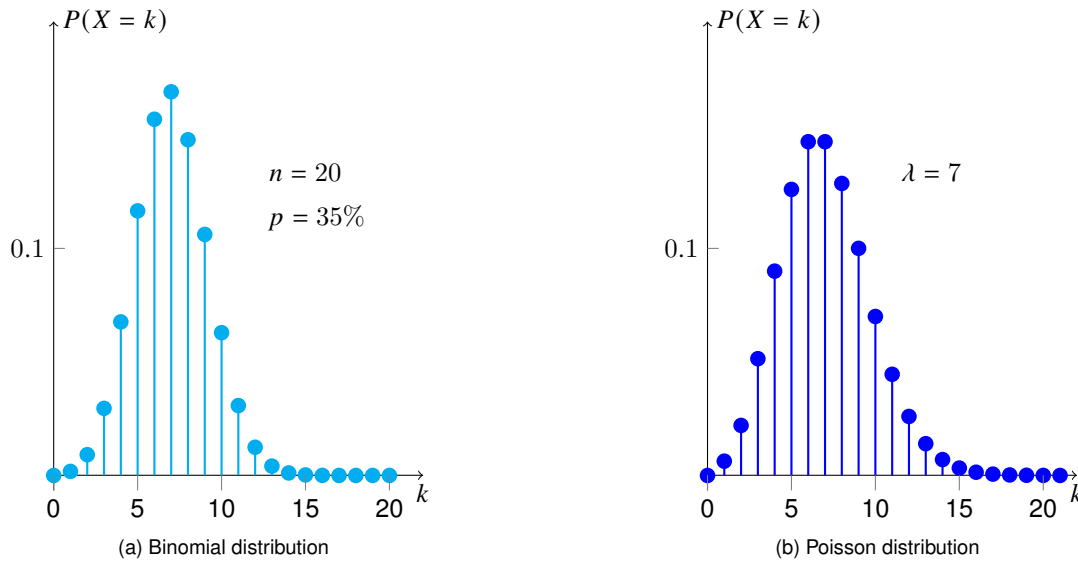 P(X = k)
n = 20
p = 35%
0.1
0 5 10 15 20
k
(a) Binomial distribution
P(X = k)
λ = 7
0.1
0 5 10 15 20
k
(b) Poisson distribution